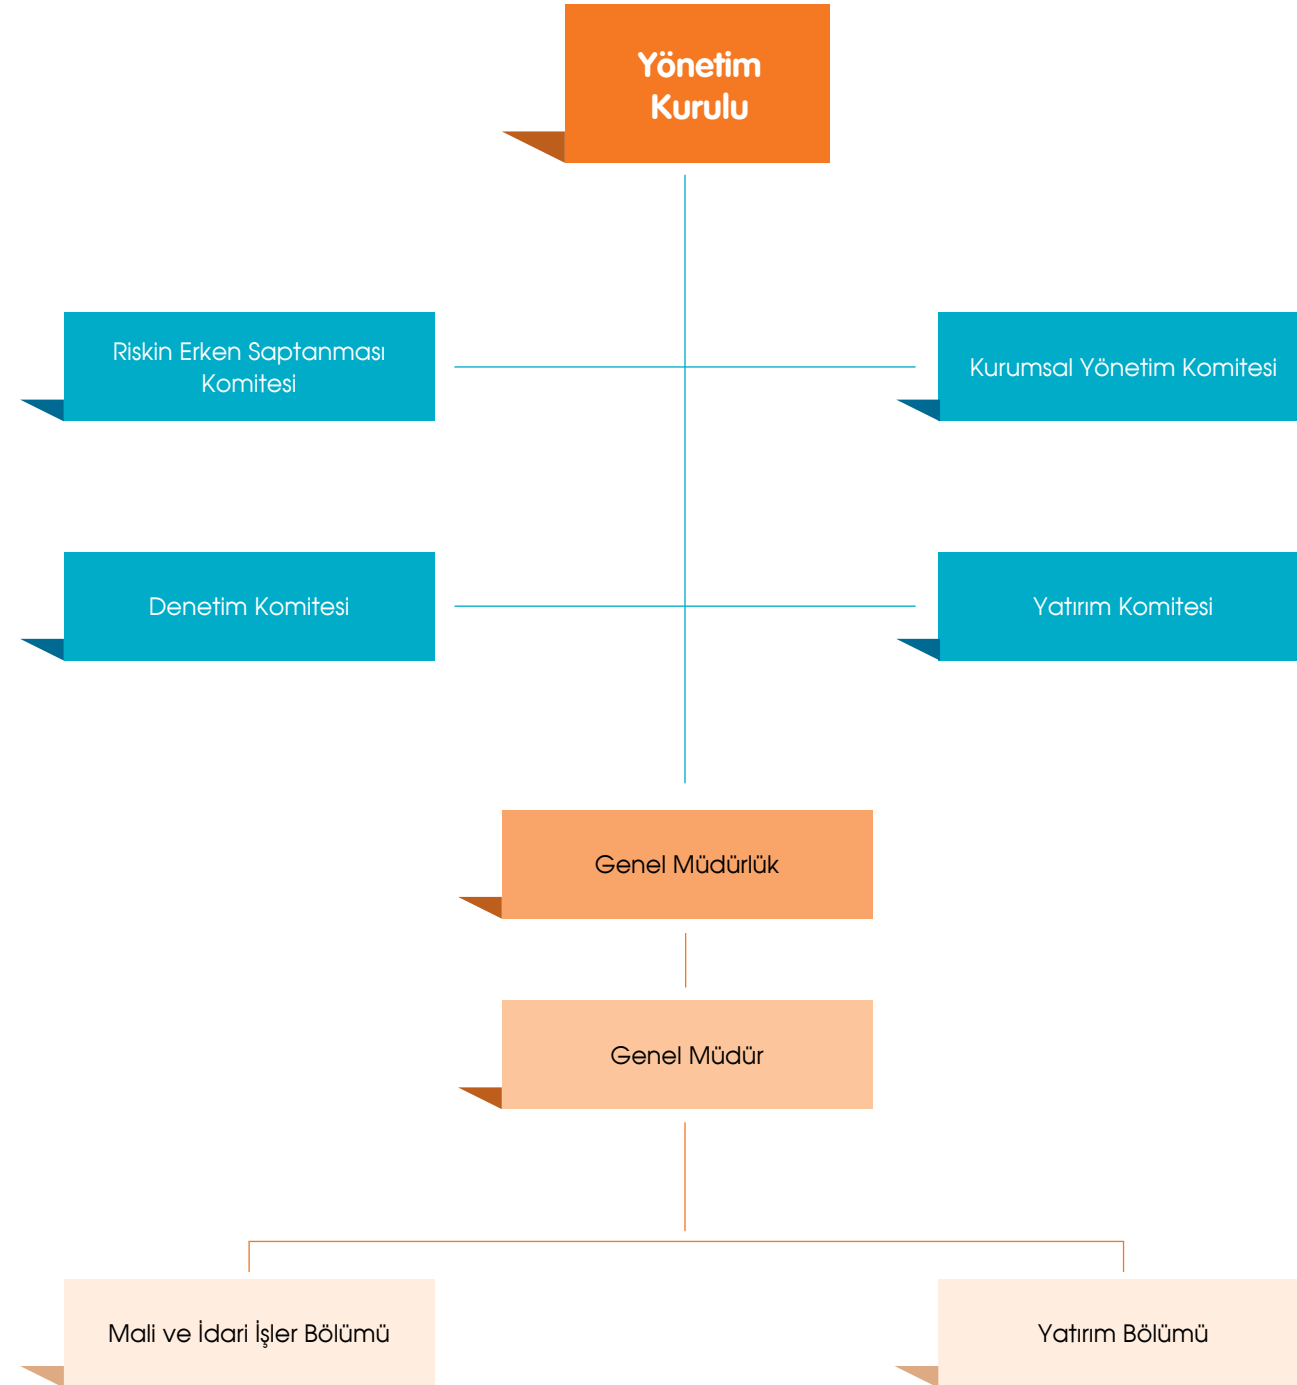 Yönetim
Kurulu
Riskin Erken Saptanması
Komitesi
Kurumsal Yönetim Komitesi
Denetim Komitesi
Yatırım Komitesi
Genel Müdürlük
Genel Müdür
Mali ve İdari İşler Bölümü
Yatırım Bölümü